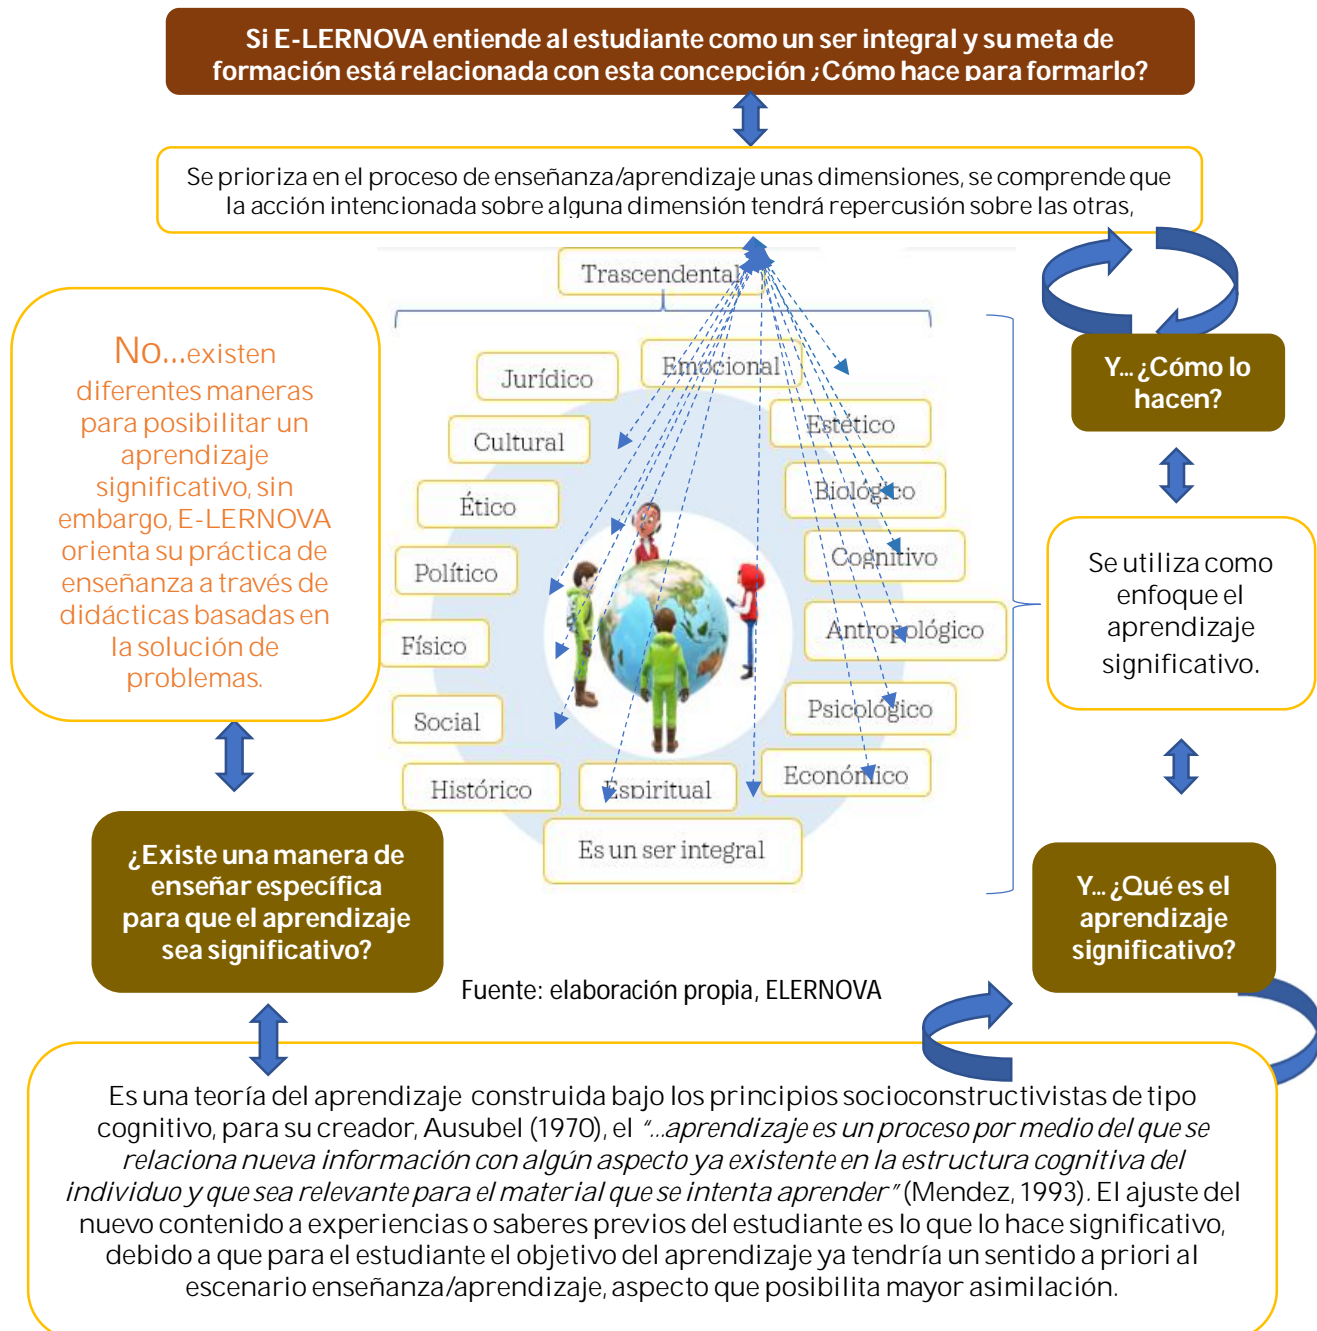 Si E-LERNOVA entiende al estudiante como un ser integral y su meta de
formación está relacionada con esta concepción ¿Cómo hace para formarlo?
Se prioriza en el proceso de enseñanza/aprendizaje unas dimensiones, se comprende que
la acción intencionada sobre alguna dimensión tendrá repercusión sobre las otras,
Trascendental
Emocional
Jurídico
Estético
Cultural
Biológico
Ético
Cognitivo
Político
Antropológico
Físico
Psicológico
Social
Económico
Histórico
Espiritual
Es un ser integral
Y... ¿Cómo lo
hacen?
Se utiliza como
enfoque el
aprendizaje
significativo.
Y... ¿Qué es el
aprendizaje
significativo?
No...existen
diferentes maneras
para posibilitar un
aprendizaje
significativo, sin
embargo, E-LERNOVA
orienta su práctica de
enseñanza a través de
didácticas basadas en
la solución de
problemas.
¿Existe una manera de
enseñar específica
para que el aprendizaje
sea significativo?
Fuente: elaboración propia, ELERNOVA
Es una teoría del aprendizaje construida bajo los principios socioconstructivistas de tipo
cognitivo, para su creador, Ausubel (1970), el "...aprendizaje es un proceso por medio del que se
relaciona nueva información con algún aspecto ya existente en la estructura cognitiva del
individuo y que sea relevante para el material que se intenta aprender" (Mendez, 1993). El ajuste del
nuevo contenido a experiencias o saberes previos del estudiante es lo que lo hace significativo,
debido a que para el estudiante el objetivo del aprendizaje ya tendría un sentido a priori al
escenario enseñanza/aprendizaje, aspecto que posibilita mayor asimilación.